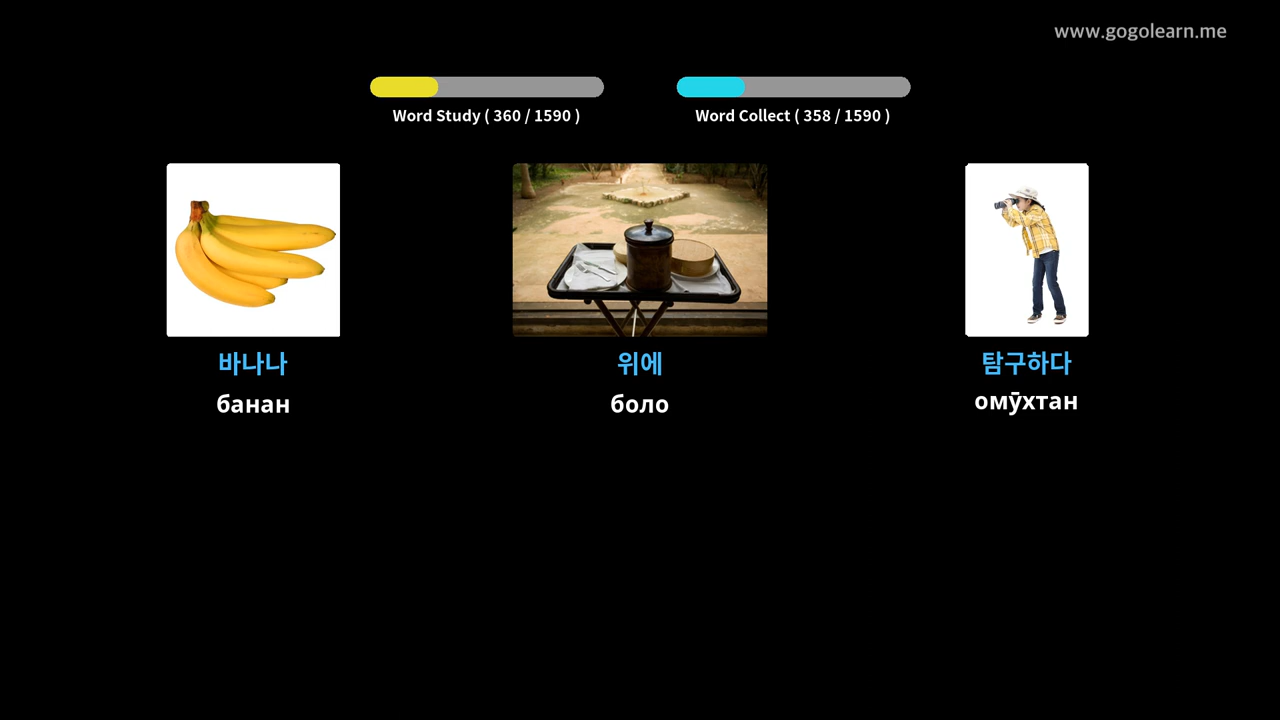 www.gogolearn.me
Word Study ( 360 / 1590 )
Word Collect ( 358 / 1590 )
바나나
위에
탐구하다
банан
боло
омӯхтан